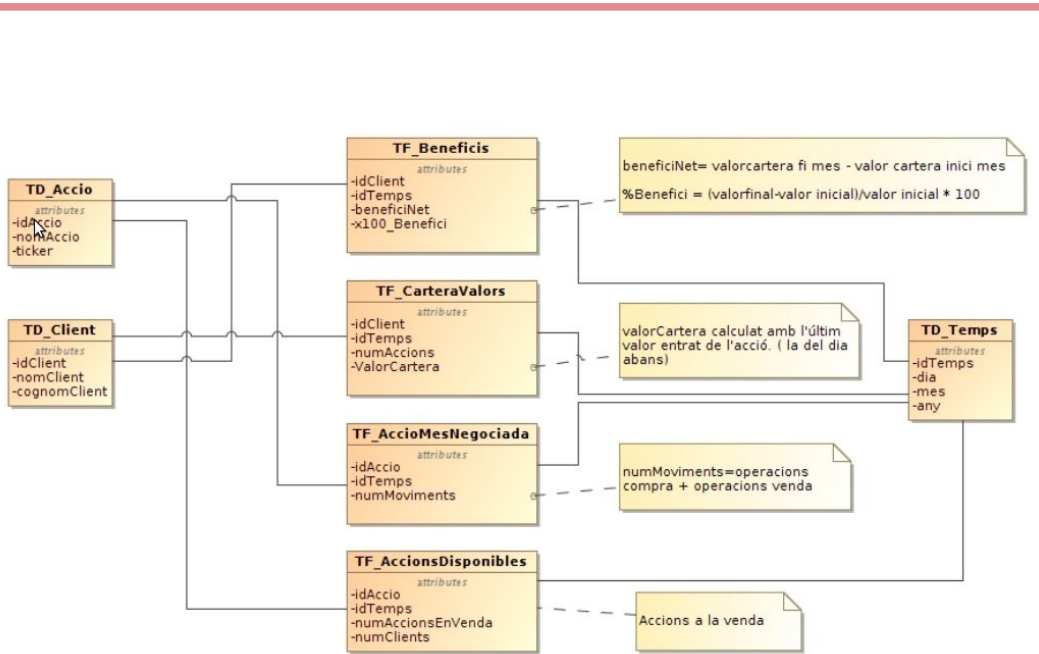 TD_Accio
attributes
-idAccio
-nomAccio
-ticker
TD_Client
attributes
-idClient
-nomClient
-cognomClient
TF_Beneficis
attributes
-idClient
-idTemps
-beneficiNet
-x100_Benefici
beneficiNet= valorcartera fi mes - valor cartera inici mes
%Benefici = (valorfinal-valor inicial)/valor inicial * 100
TF_CarteraValors
attributes
-idClient
-idTemps
-numAccions
-ValorCartera
valorCartera calculat amb l'últim
valor entrat de l'acció. ( la del dia
abans)
TD_Temps
attributes
-idTemps
-dia
-mes
-any
TF_AccioMesNegociada
attributes
-idAccio
-idTemps
-numMoviments
numMoviments=operacions
compra + operacions venda
TF_AccionsDisponibles
attributes
-idAccio
-idTemps
-numAccionsEnVenda
-numClients
Accions a la venda